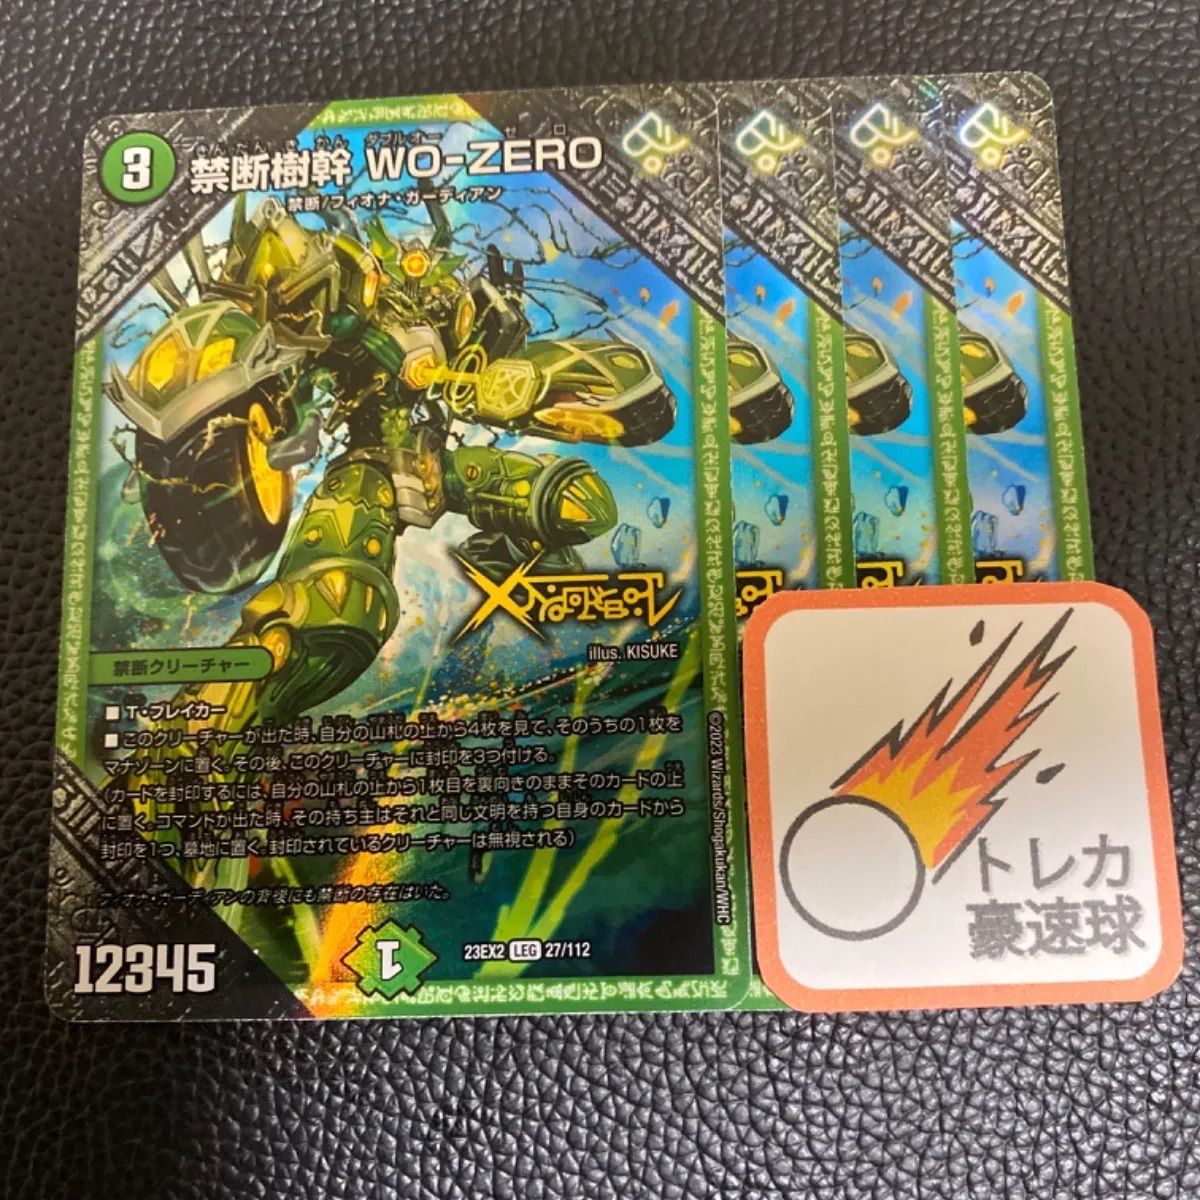 3
きんだんきかん ダブルオー ゼロ
禁断樹幹 WO-ZERO
禁断/フィオナ・ガーディアン
illus. KISUKE
禁断クリーチャー
■ T・ブレイカー
■ このクリーチャーが出た時、自分の山札の上から4枚を見て、そのうちの1枚を
マナゾーンに置く。その後、このクリーチャーに封印を3つ付ける。
(カードを封印するには、自分の山札の上から1枚目を裏向きのままそのカードの上
に置く。コマンドが出た時、その持ち主はそれと同じ文明を持つ自身のカードから
封印を1つ、墓地に置く。封印されているクリーチャーは無視される)
フィオナ・ガーディアンの背後にも禁断の存在はいた。
12345
1
23EX2 LEG 27/112
©2023 Wizards/Shogakukan/WHC
トレカ
豪速球